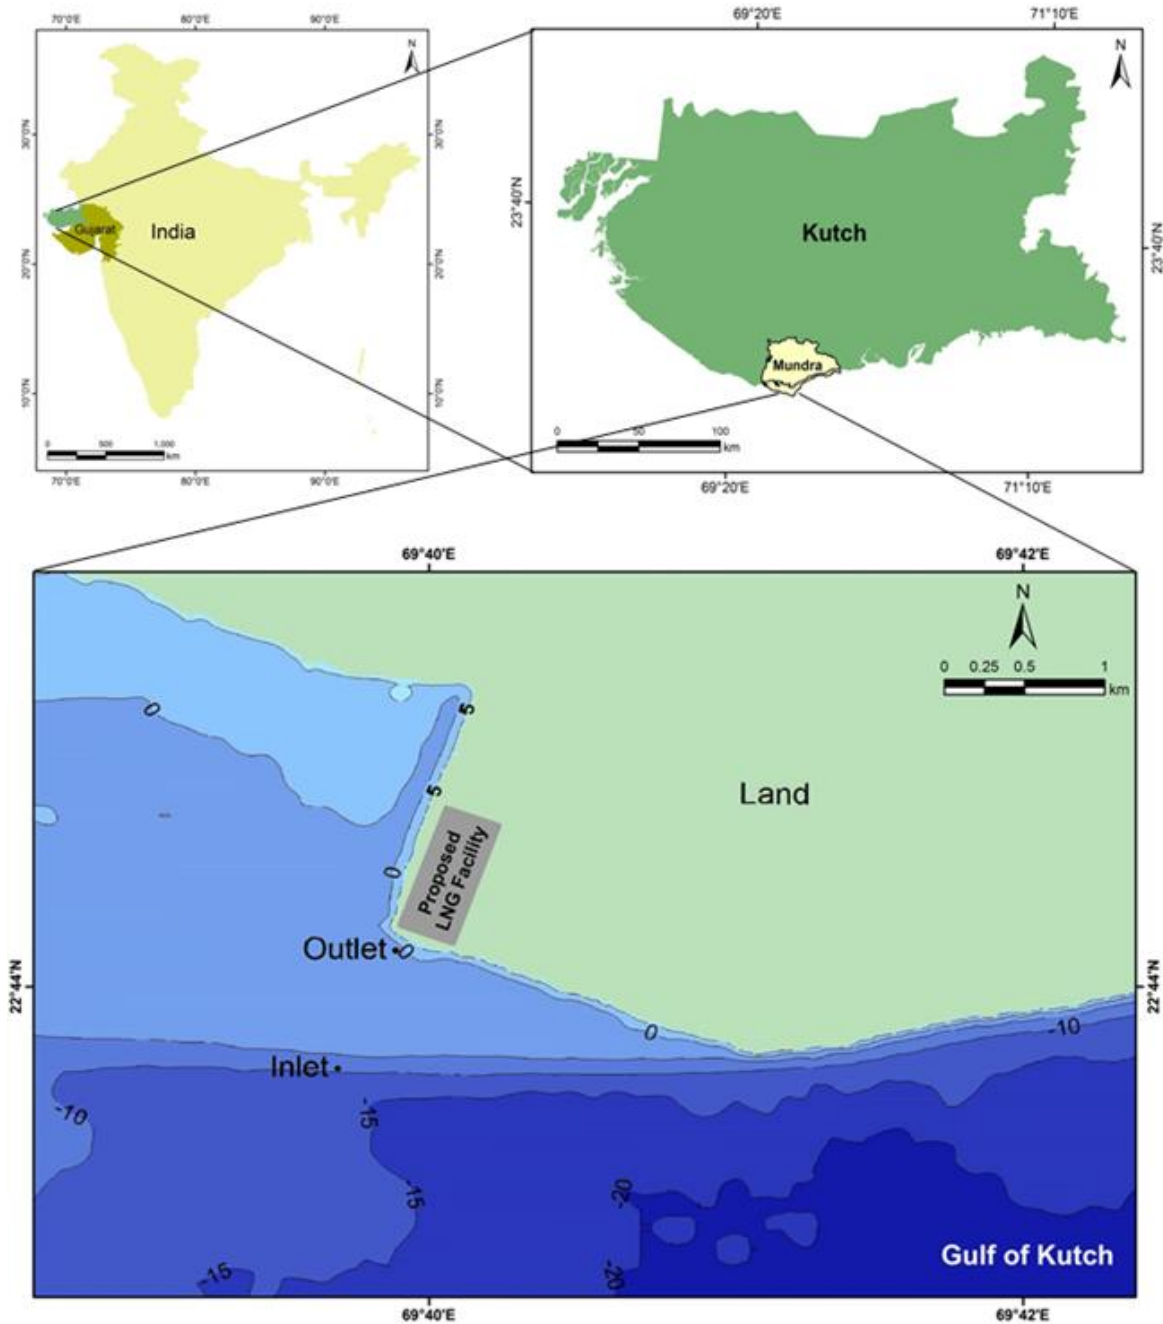 70°0'E 80°0'E 90°0'E
N
30°0'N 30°0'N
Gujarat India
20°0'N 20°0'N
10°0'N 10°0'N
0 500 1,000
km
70°0'E 80°0'E 90°0'E
69°20'E 71°10'E
N
23°40'N
Kutch
23°40'N
Mundra
0 50 100
km
69°20'E 71°10'E
69°40'E 69°42'E
N
0 0.25 0.5 1
km
0
5
5
Land
0
Proposed
LNG Facility
Outlet
0
22°44'N 22°44'N
0
-10
Inlet
-10
-15
-15
-20
Gulf of Kutch
-15
-20
69°40'E 69°42'E